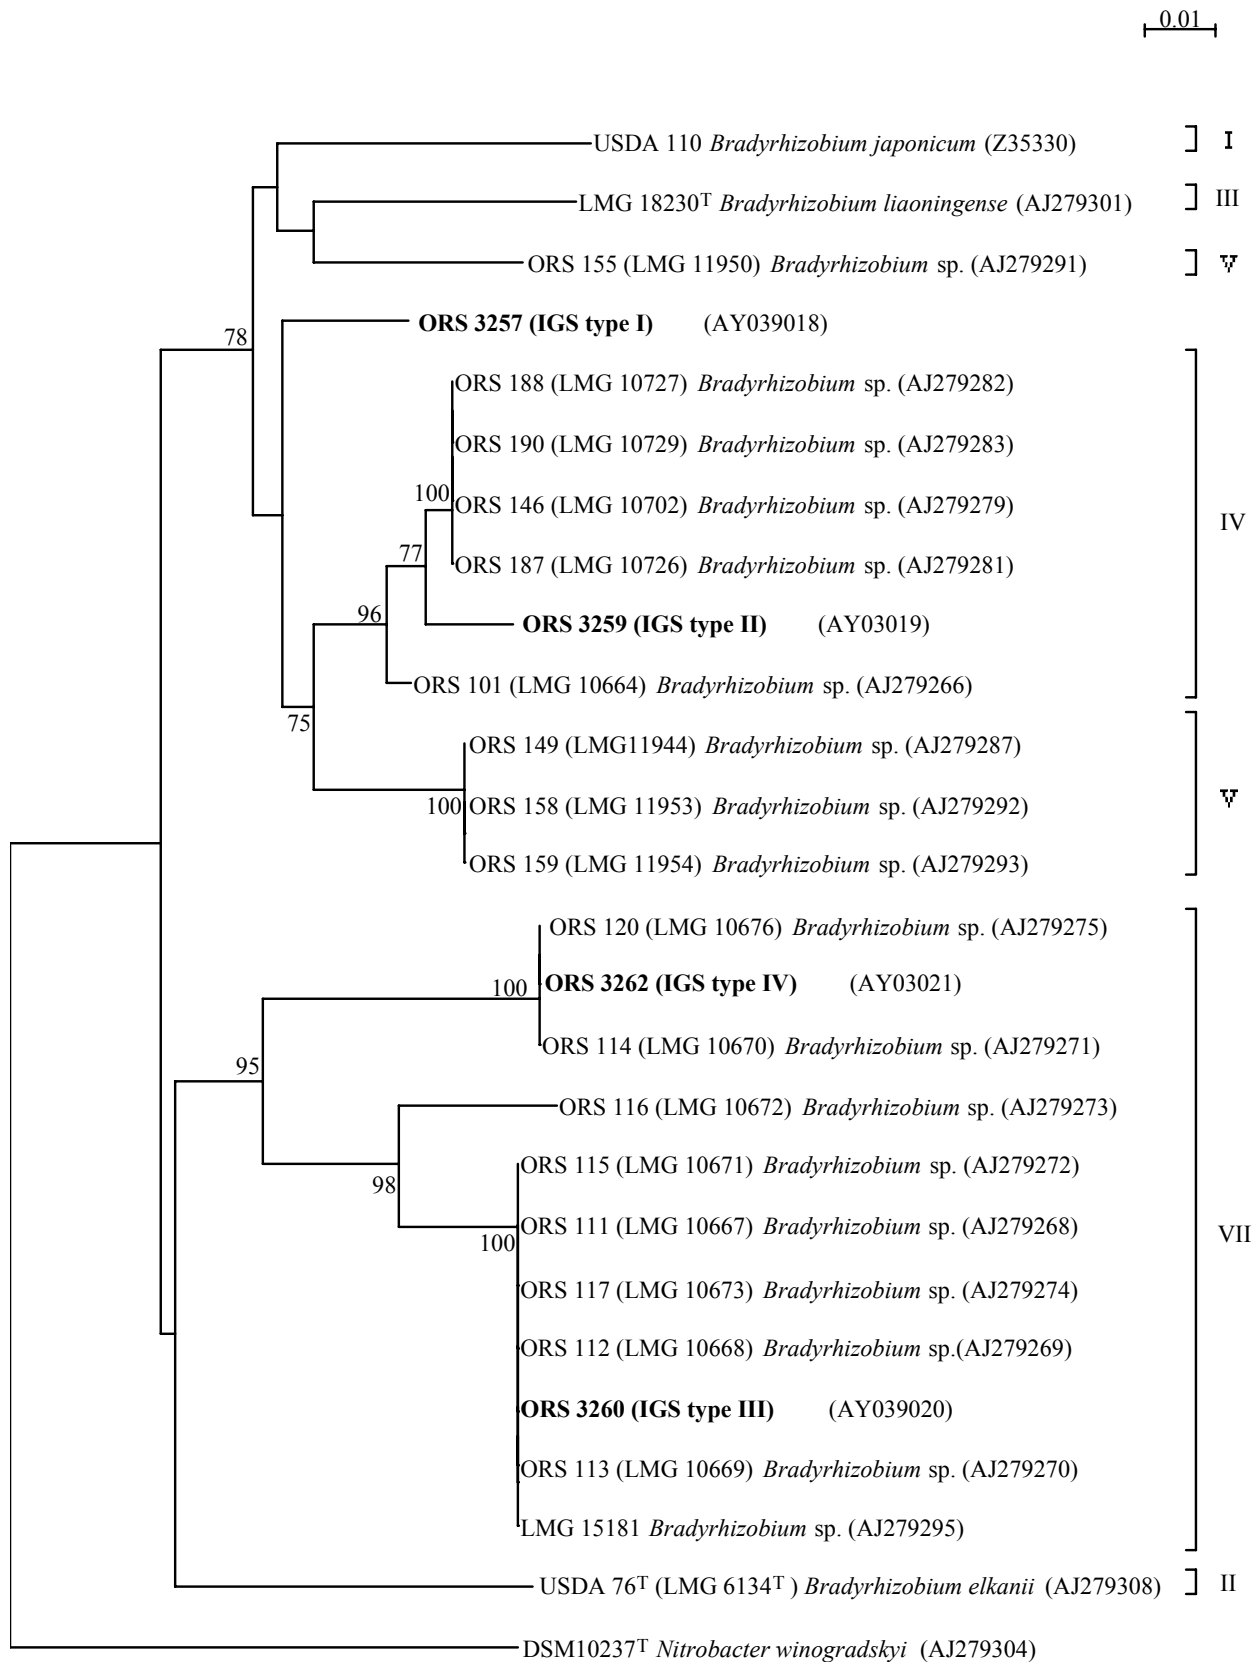 0.01
USDA 110 Bradyrhizobium japonicum (Z35330) I
LMG 18230T Bradyrhizobium liaoningense (AJ279301) III
ORS 155 (LMG 11950) Bradyrhizobium sp. (AJ279291) V
ORS 3257 (IGS type I) (AY039018)
78
ORS 188 (LMG 10727) Bradyrhizobium sp. (AJ279282)
ORS 190 (LMG 10729) Bradyrhizobium sp. (AJ279283)
100
ORS 146 (LMG 10702) Bradyrhizobium sp. (AJ279279)
IV
77
ORS 187 (LMG 10726) Bradyrhizobium sp. (AJ279281)
96
ORS 3259 (IGS type II) (AY03019)
ORS 101 (LMG 10664) Bradyrhizobium sp. (AJ279266)
75
ORS 149 (LMG11944) Bradyrhizobium sp. (AJ279287)
V
100 ORS 158 (LMG 11953) Bradyrhizobium sp. (AJ279292)
ORS 159 (LMG 11954) Bradyrhizobium sp. (AJ279293)
ORS 120 (LMG 10676) Bradyrhizobium sp. (AJ279275)
100 ORS 3262 (IGS type IV) (AY03021)
ORS 114 (LMG 10670) Bradyrhizobium sp. (AJ279271)
95
ORS 116 (LMG 10672) Bradyrhizobium sp. (AJ279273)
ORS 115 (LMG 10671) Bradyrhizobium sp. (AJ279272)
98
ORS 111 (LMG 10667) Bradyrhizobium sp. (AJ279268)
VII
100
ORS 117 (LMG 10673) Bradyrhizobium sp. (AJ279274)
ORS 112 (LMG 10668) Bradyrhizobium sp.(AJ279269)
ORS 3260 (IGS type III) (AY039020)
ORS 113 (LMG 10669) Bradyrhizobium sp. (AJ279270)
LMG 15181 Bradyrhizobium sp. (AJ279295)
USDA 76T (LMG 6134T ) Bradyrhizobium elkanii (AJ279308) II
DSM10237T Nitrobacter winogradskyi (AJ279304)